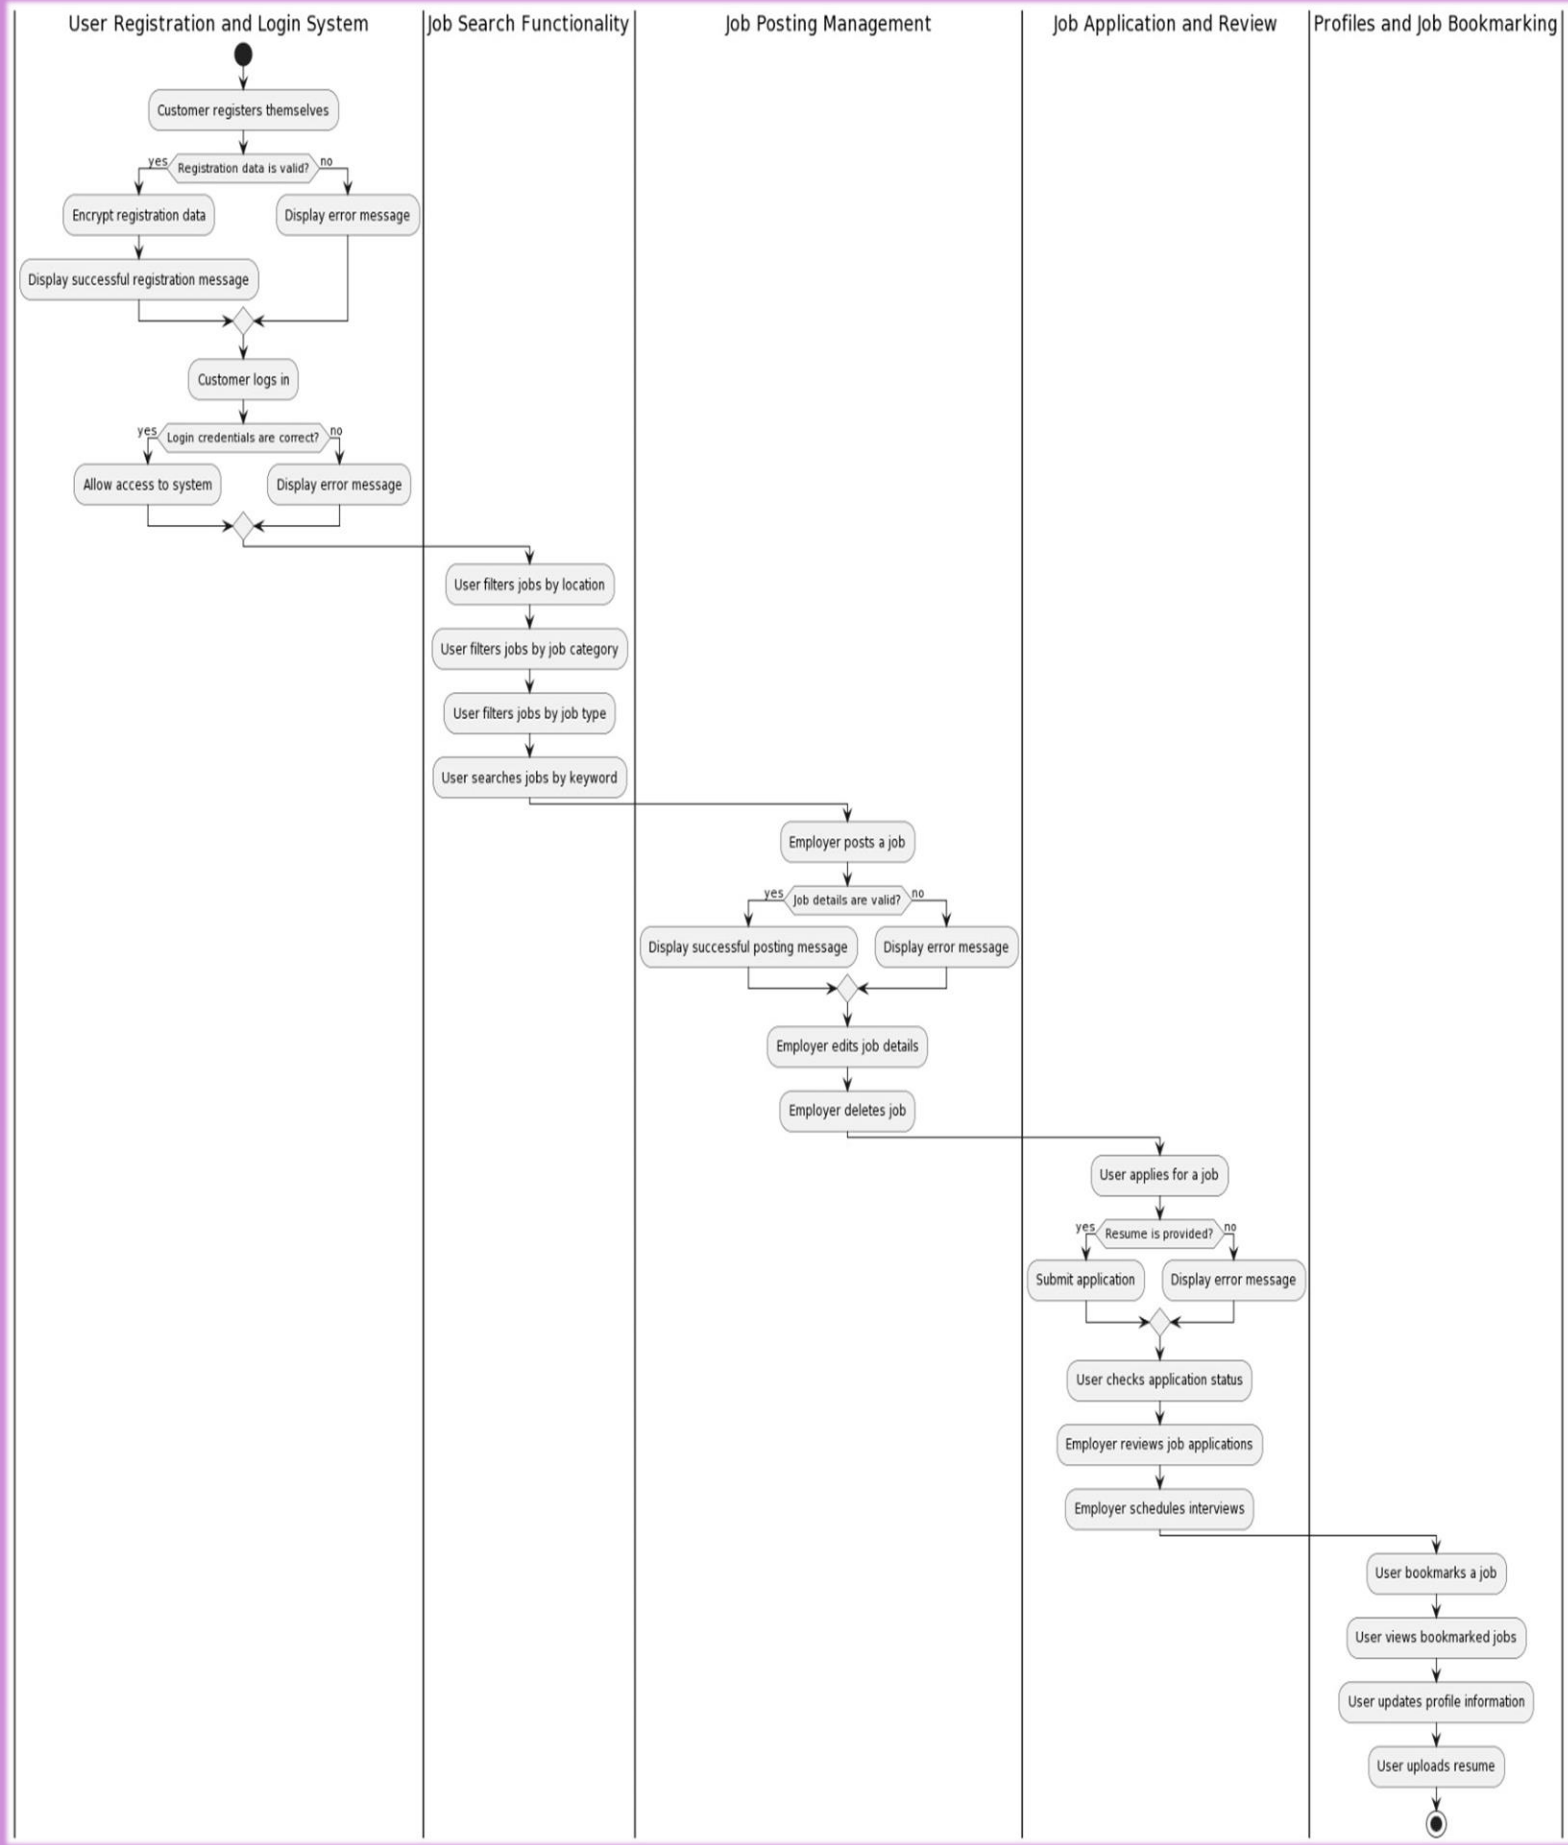 User Registration and Login System
Job Search Functionality
Job Posting Management
Job Application and Review
Profiles and Job Bookmarking
Customer registers themselves
yes
Registration data is valid?
no
Encrypt registration data
Display error message
Display successful registration message
Customer logs in
yes
Login credentials are correct?
no
Allow access to system
Display error message
User filters jobs by location
User filters jobs by job category
User filters jobs by job type
User searches jobs by keyword
Employer posts a job
yes
Job details are valid?
no
Display successful posting message
Display error message
Employer edits job details
Employer deletes job
User applies for a job
yes
Resume is provided?
no
Submit application
Display error message
User checks application status
Employer reviews job applications
Employer schedules interviews
User bookmarks a job
User views bookmarked jobs
User updates profile information
User uploads resume